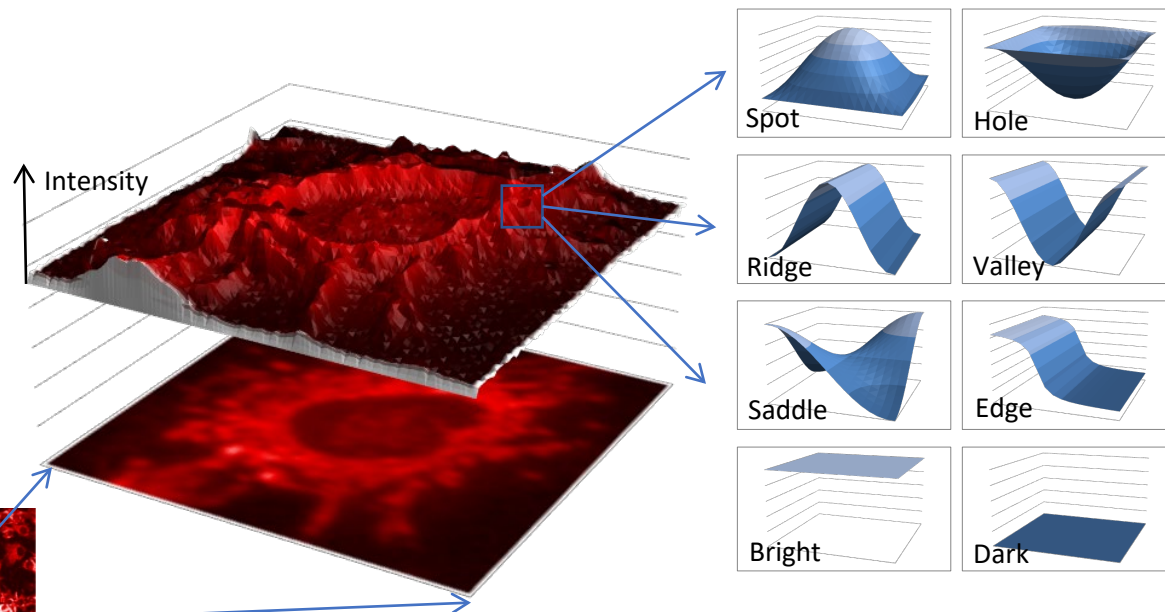 Intensity
Spot
Hole
Ridge
Valley
Saddle
Edge
Bright
Dark